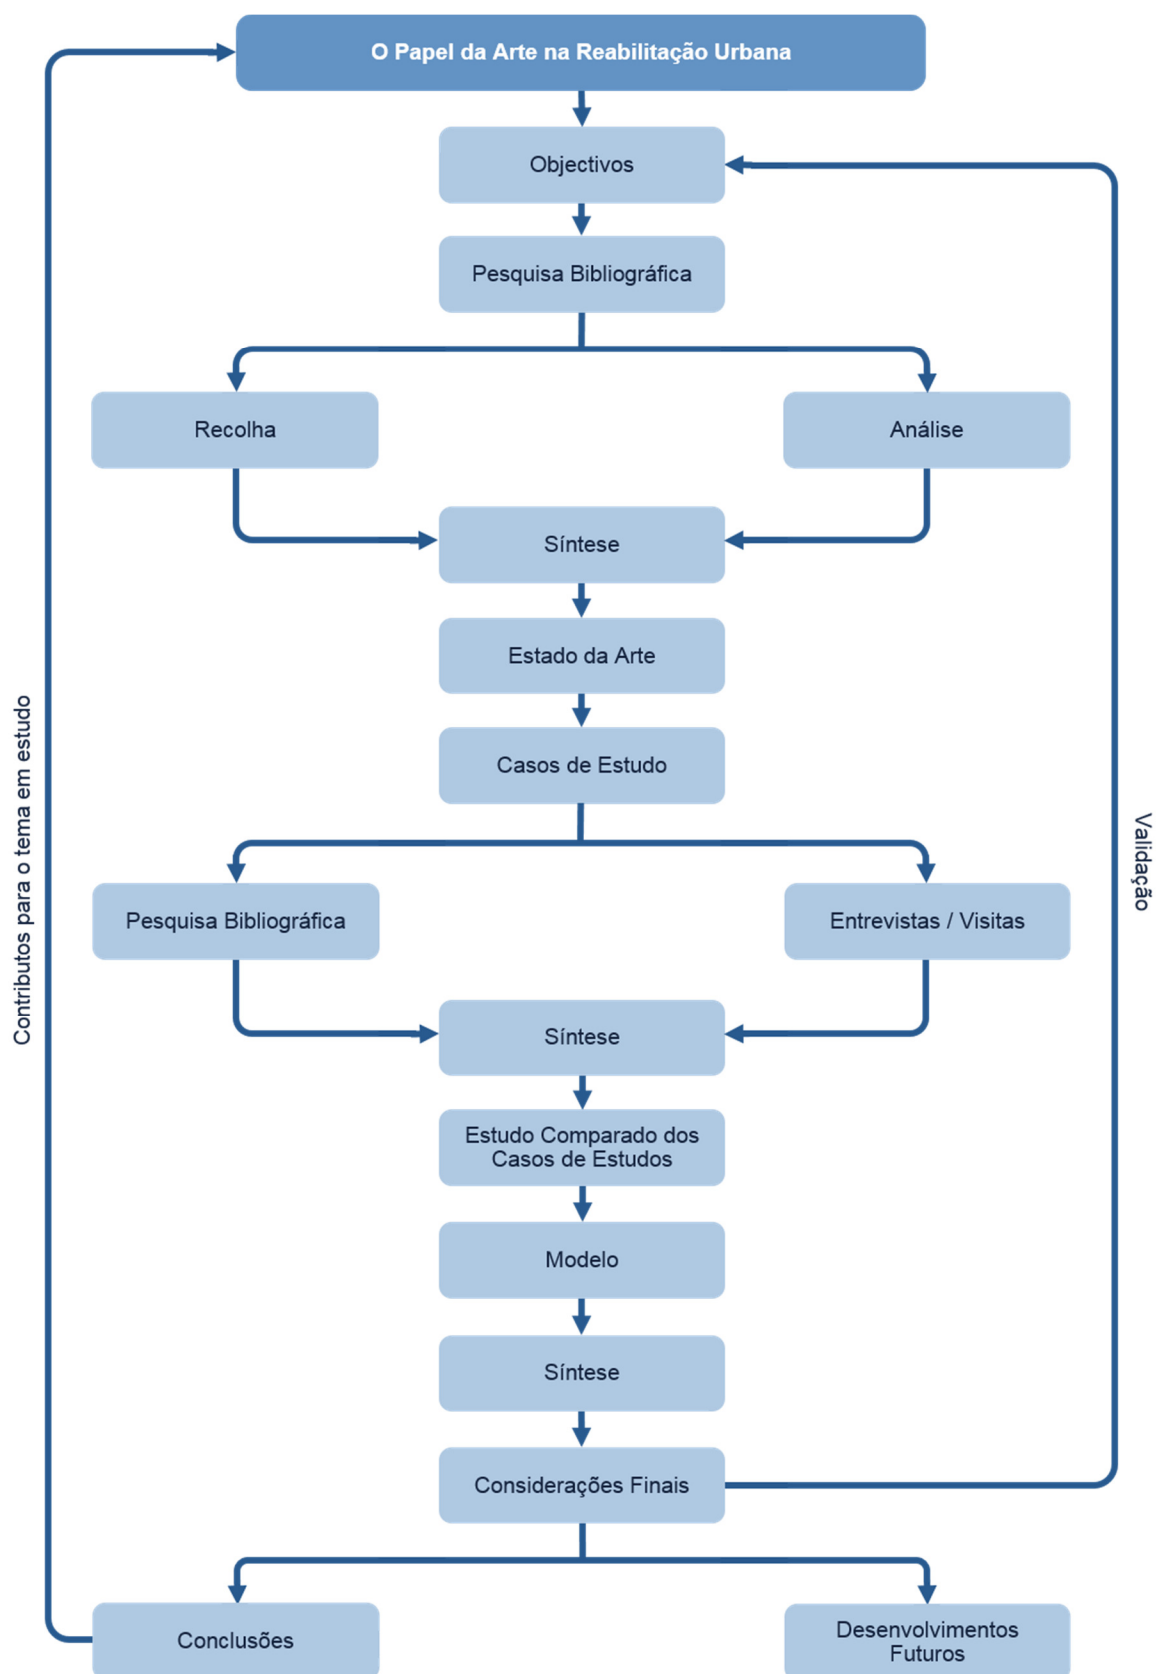 O Papel da Arte na Reabilitação Urbana
Objectivos
Pesquisa Bibliográfica
Recolha
Análise
Síntese
Estado da Arte
Casos de Estudo
Pesquisa Bibliográfica
Entrevistas / Visitas
Síntese
Estudo Comparado dos
Casos de Estudos
Modelo
Síntese
Considerações Finais
Conclusões
Desenvolvimentos
Futuros
Contributos para o tema em estudo
Validação